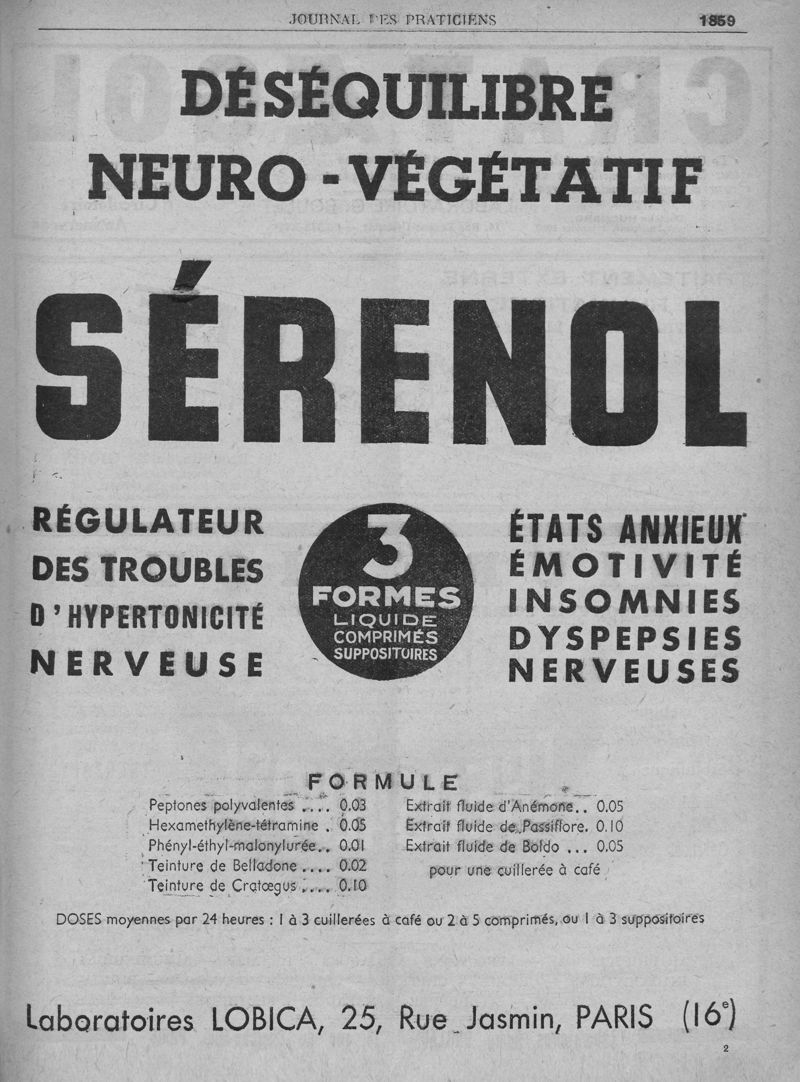 JOURNAL DES PRATICIENS 1859
DÉSÉQUILIBRE
NEURO-VÉGÉTATIF
SÉRENOL
RÉGULATEUR
DES TROUBLES
D'HYPERTONICITÉ
NERVEUSE
3
FORMES
LIQUIDE
COMPRIMÉS
SUPPOSITOIRES
ÉTATS ANXIEUX
ÉMOTIVITÉ
INSOMNIES
DYSPEPSIES
NERVEUSES
FORMULE
Peptones polyvalentes .... 0.03
Hexamethylène-tétramine . 0.05
Phényl-éthyl-malonylurée.. 0.01
Teinture de Belladone .... 0.02
Teinture de Cratœgus .... 0.10
Extrait fluide d'Anémone.. 0.05
Extrait fluide de Passiflore. 0.10
Extrait fluide de Boldo ... 0.05
pour une cuillerée à café
DOSES moyennes par 24 heures : 1 à 3 cuillerées à café ou 2 à 5 comprimés, ou 1 à 3 suppositoires
Laboratoires LOBICA, 25, Rue Jasmin, PARIS (16e)
2